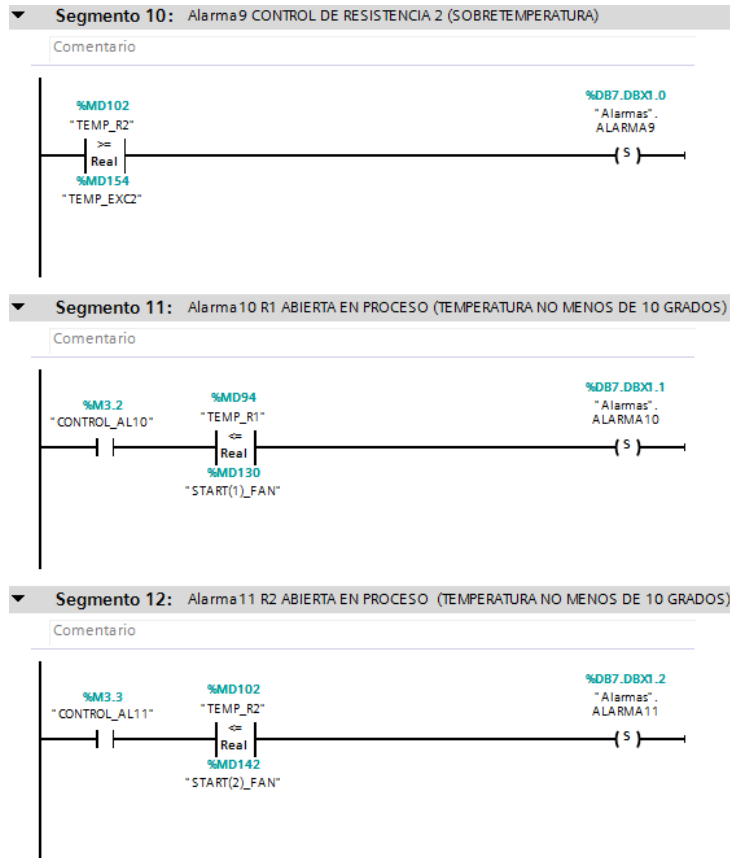 Segmento 10: Alarma9 CONTROL DE RESISTENCIA 2 (SOBRETEMPERATURA)
Comentario
%MD102
"TEMP_R2"
>=
Real
%MD154
"TEMP_EXC2"
%DB7.DBX1.0
"Alarmas".
ALARMA9
S
Segmento 11: Alarma10 R1 ABIERTA EN PROCESO (TEMPERATURA NO MENOS DE 10 GRADOS)
Comentario
%M3.2
"CONTROL_AL10"
%MD94
"TEMP_R1"
<=
Real
%MD130
"START(1)_FAN"
%DB7.DBX1.1
"Alarmas".
ALARMA10
S
Segmento 12: Alarma11 R2 ABIERTA EN PROCESO (TEMPERATURA NO MENOS DE 10 GRADOS)
Comentario
%M3.3
"CONTROL_AL11"
%MD102
"TEMP_R2"
<=
Real
%MD142
"START(2)_FAN"
%DB7.DBX1.2
"Alarmas".
ALARMA11
S